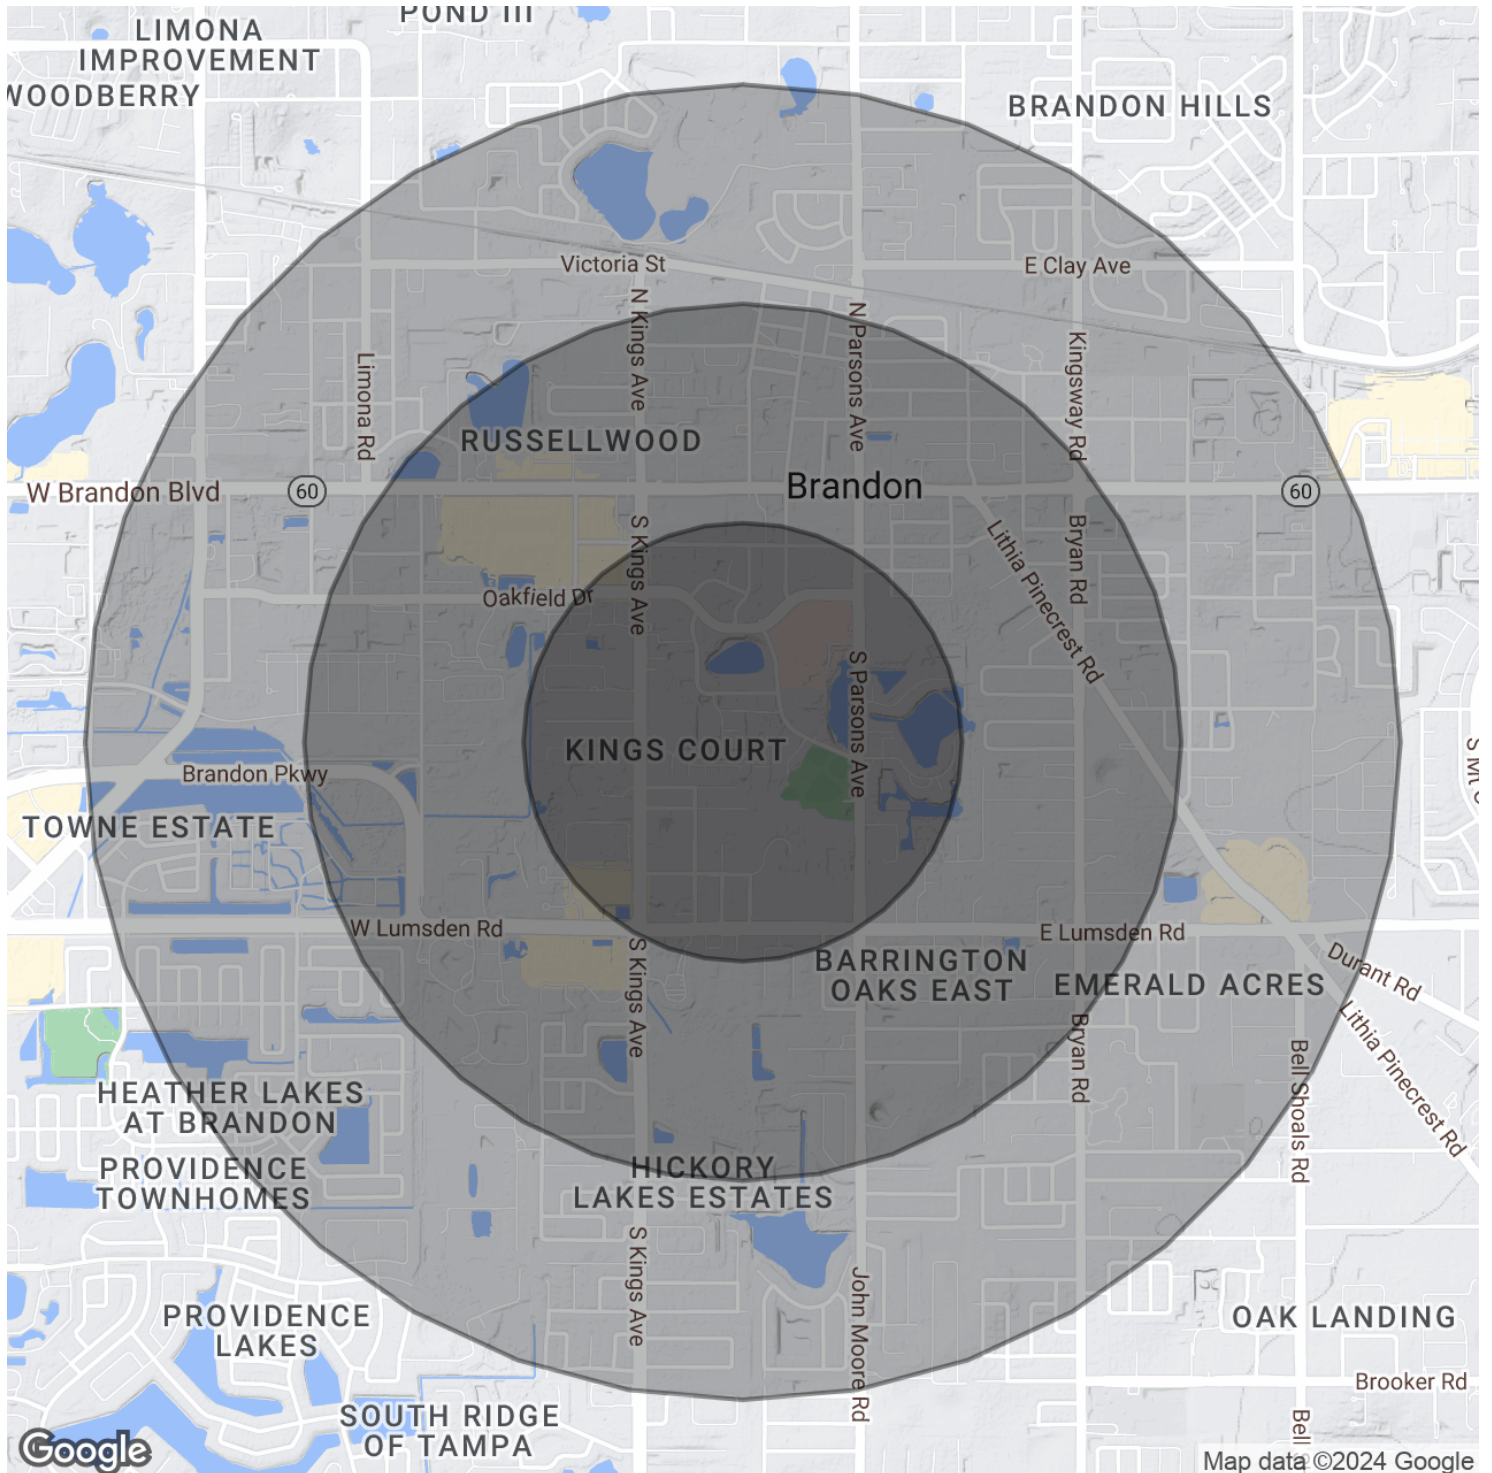 POND III
LIMONA
IMPROVEMENT
WOODBERRY
BRANDON HILLS
Victoria St
E Clay Ave
N Kings Ave
N Parsons Ave
Kingsway Rd
Limona Rd
RUSSELLWOOD
W Brandon Blvd
60
Brandon
60
S Kings Ave
Lithia Pinecrest Rd
Bryan Rd
Oakfield Dr
S Parsons Ave
KINGS COURT
Brandon Pkwy
TOWNE ESTATE
W Lumsden Rd
E Lumsden Rd
S Kings Ave
BARRINGTON
OAKS EAST
EMERALD ACRES
Durant Rd
Lithia Pinecrest Rd
Bryan Rd
Bell Shoals Rd
HEATHER LAKES
AT BRANDON
PROVIDENCE
TOWNHOMES
HICKORY
LAKES ESTATES
S Kings Ave
John Moore Rd
PROVIDENCE
LAKES
OAK LANDING
Brooker Rd
SOUTH RIDGE
OF TAMPA
Bell
Google
Map data ©2024 Google